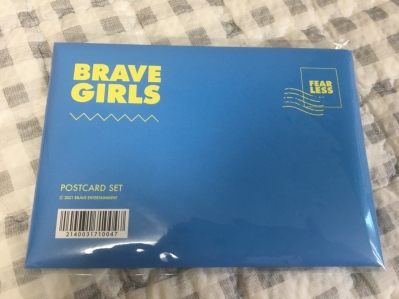 BRAVE
GIRLS
FEAR
LESS
POSTCARD SET
© 2021 BRAVE ENTERTAINMENT
2140031710047